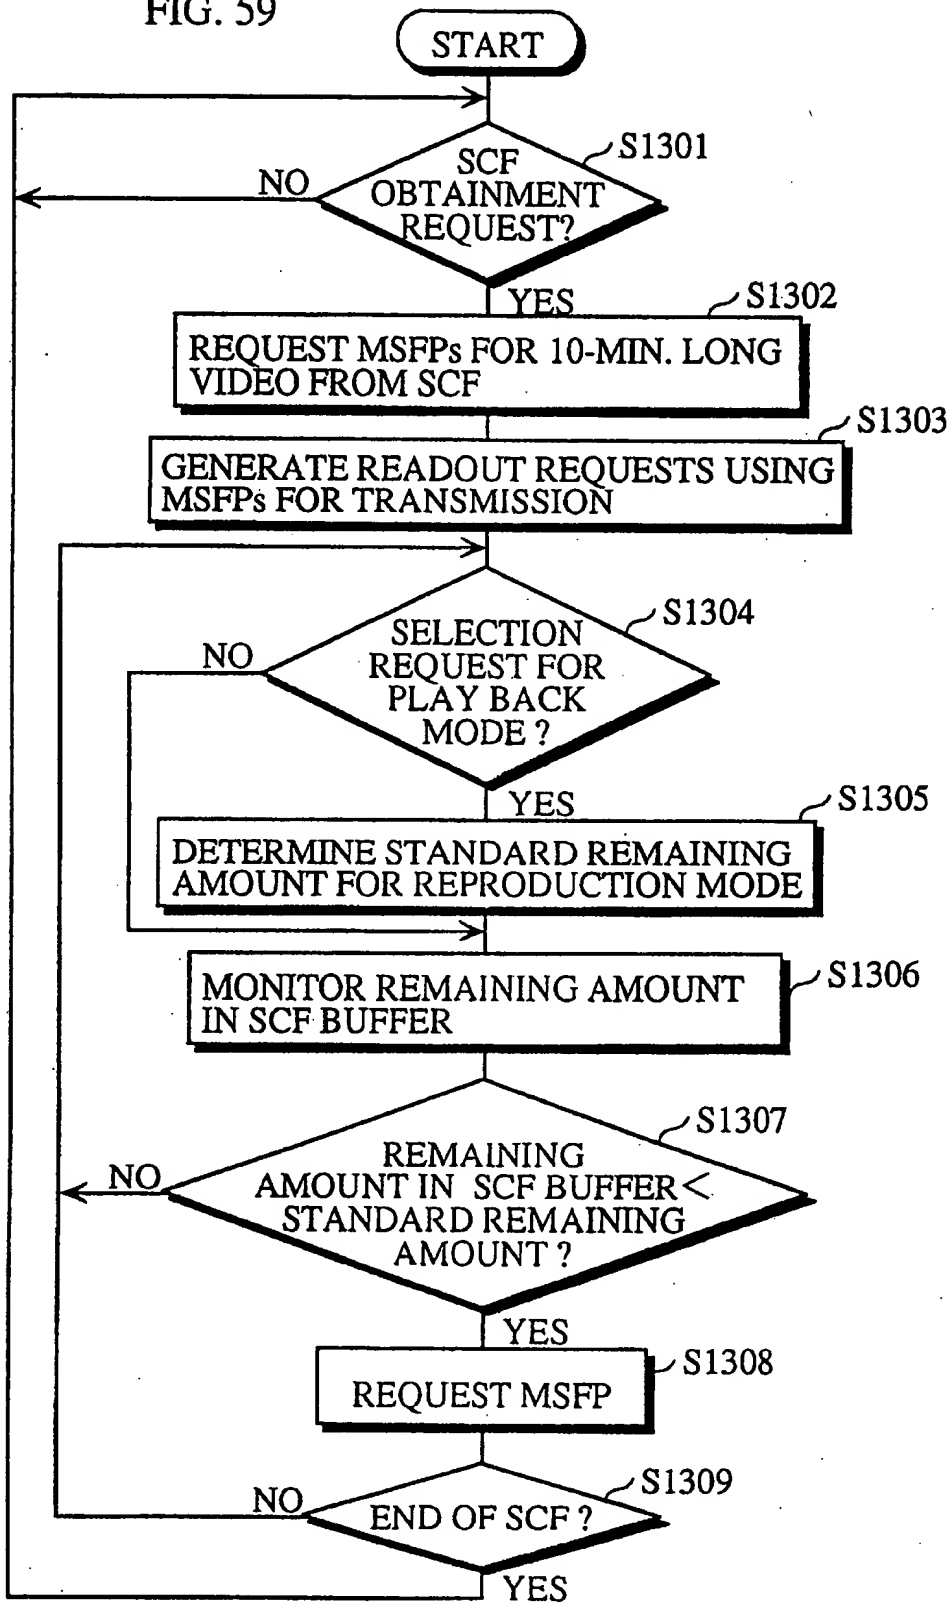 FIG. 59
START
S1301
SCF
OBTAINMENT
REQUEST?
NO
YES
S1302
REQUEST MSFPs FOR 10-MIN. LONG
VIDEO FROM SCF
S1303
GENERATE READOUT REQUESTS USING
MSFPs FOR TRANSMISSION
S1304
SELECTION
REQUEST FOR
PLAY BACK
MODE ?
NO
YES
S1305
DETERMINE STANDARD REMAINING
AMOUNT FOR REPRODUCTION MODE
S1306
MONITOR REMAINING AMOUNT
IN SCF BUFFER
S1307
REMAINING
AMOUNT IN SCF BUFFER <
STANDARD REMAINING
AMOUNT ?
NO
YES
S1308
REQUEST MSFP
S1309
END OF SCF ?
NO
YES